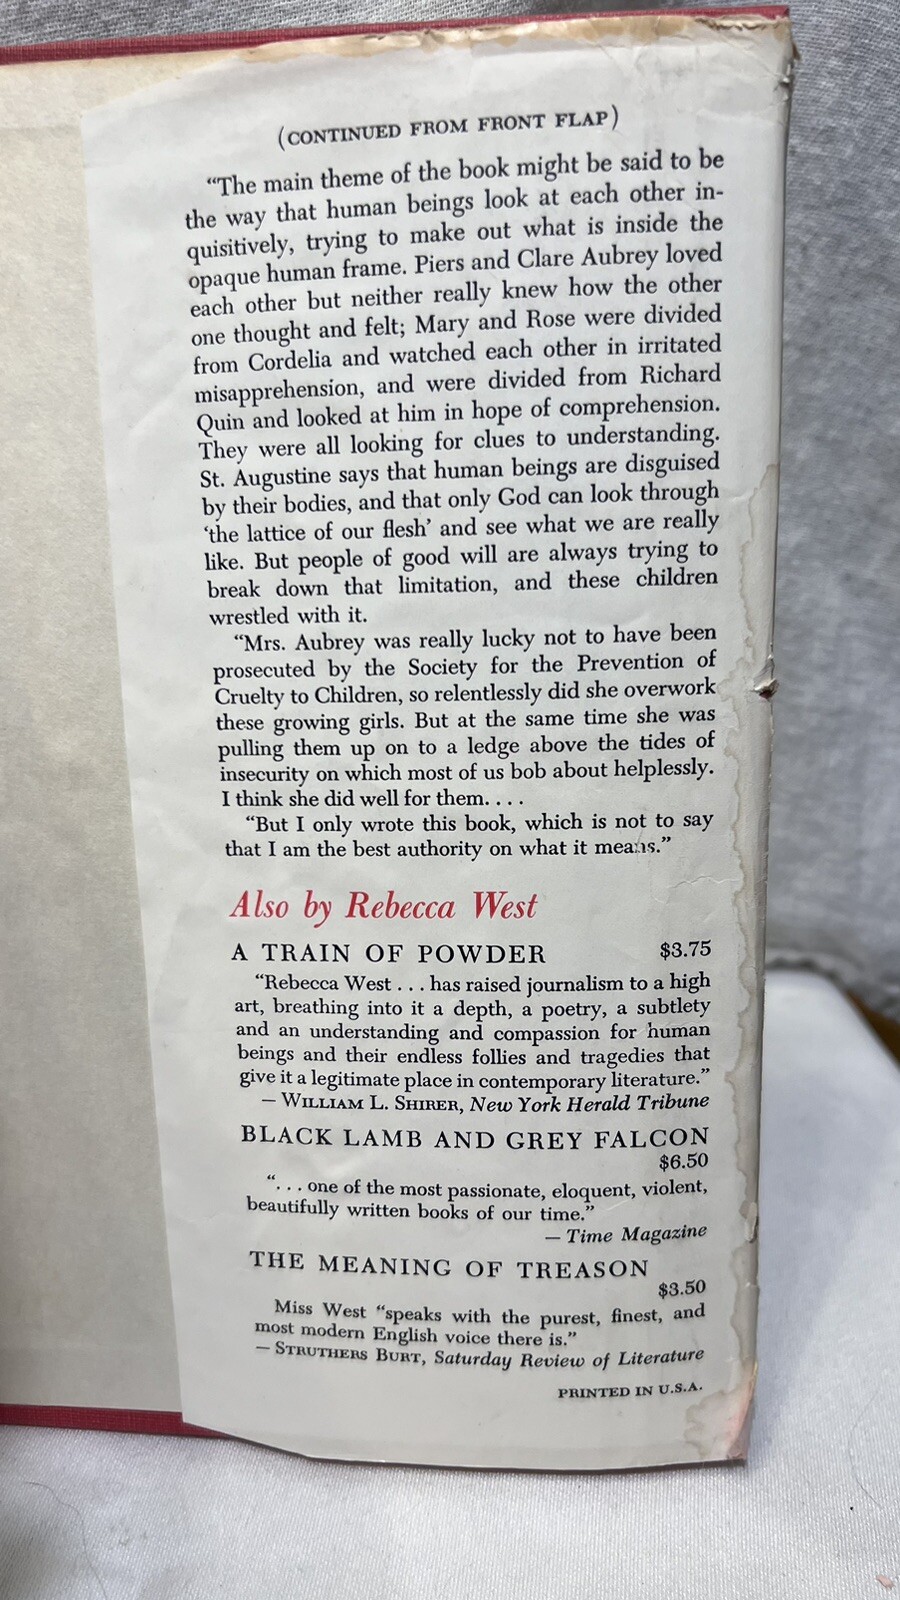 (CONTINUED FROM FRONT FLAP)
“The main theme of the book might be said to be
the way that human beings look at each other in-
quisitively, trying to make out what is inside the
opaque human frame. Piers and Clare Aubrey loved
each other but neither really knew how the other
one thought and felt; Mary and Rose were divided
from Cordelia and watched each other in irritated
misapprehension, and were divided from Richard
Quin and looked at him in hope of comprehension.
They were all looking for clues to understanding.
St. Augustine says that human beings are disguised
by their bodies, and that only God can look through
‘the lattice of our flesh’ and see what we are really
like. But people of good will are always trying to
break down that limitation, and these children
wrestled with it.
“Mrs. Aubrey was really lucky not to have been
prosecuted by the Society for the Prevention of
Cruelty to Children, so relentlessly did she overwork
these growing girls. But at the same time she was
pulling them up on to a ledge above the tides of
insecurity on which most of us bob about helplessly.
I think she did well for them. . . .
“But I only wrote this book, which is not to say
that I am the best authority on what it means.”
Also by Rebecca West
A TRAIN OF POWDER $3.75
“Rebecca West . . . has raised journalism to a high
art, breathing into it a depth, a poetry, a subtlety
and an understanding and compassion for human
beings and their endless follies and tragedies that
give it a legitimate place in contemporary literature.”
— WILLIAM L. SHIRER, New York Herald Tribune
BLACK LAMB AND GREY FALCON
$6.50
“. . . one of the most passionate, eloquent, violent,
beautifully written books of our time.”
— Time Magazine
THE MEANING OF TREASON
$3.50
Miss West “speaks with the purest, finest, and
most modern English voice there is.”
— STRUTHERS BURT, Saturday Review of Literature
PRINTED IN U.S.A.